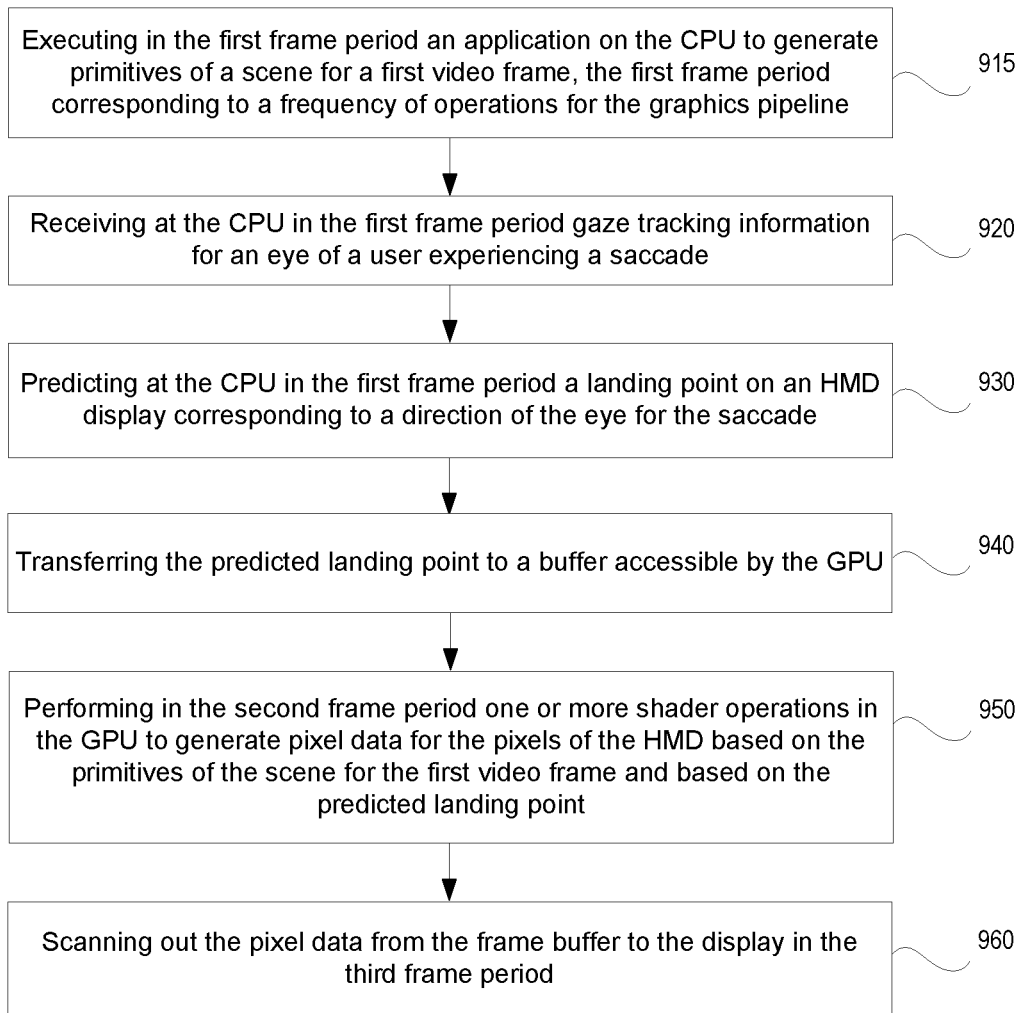 Executing in the first frame period an application on the CPU to generate
primitives of a scene for a first video frame, the first frame period
corresponding to a frequency of operations for the graphics pipeline
915
Receiving at the CPU in the first frame period gaze tracking information
for an eye of a user experiencing a saccade
920
Predicting at the CPU in the first frame period a landing point on an HMD
display corresponding to a direction of the eye for the saccade
930
Transferring the predicted landing point to a buffer accessible by the GPU
940
Performing in the second frame period one or more shader operations in
the GPU to generate pixel data for the pixels of the HMD based on the
primitives of the scene for the first video frame and based on the
predicted landing point
950
Scanning out the pixel data from the frame buffer to the display in the
third frame period
960